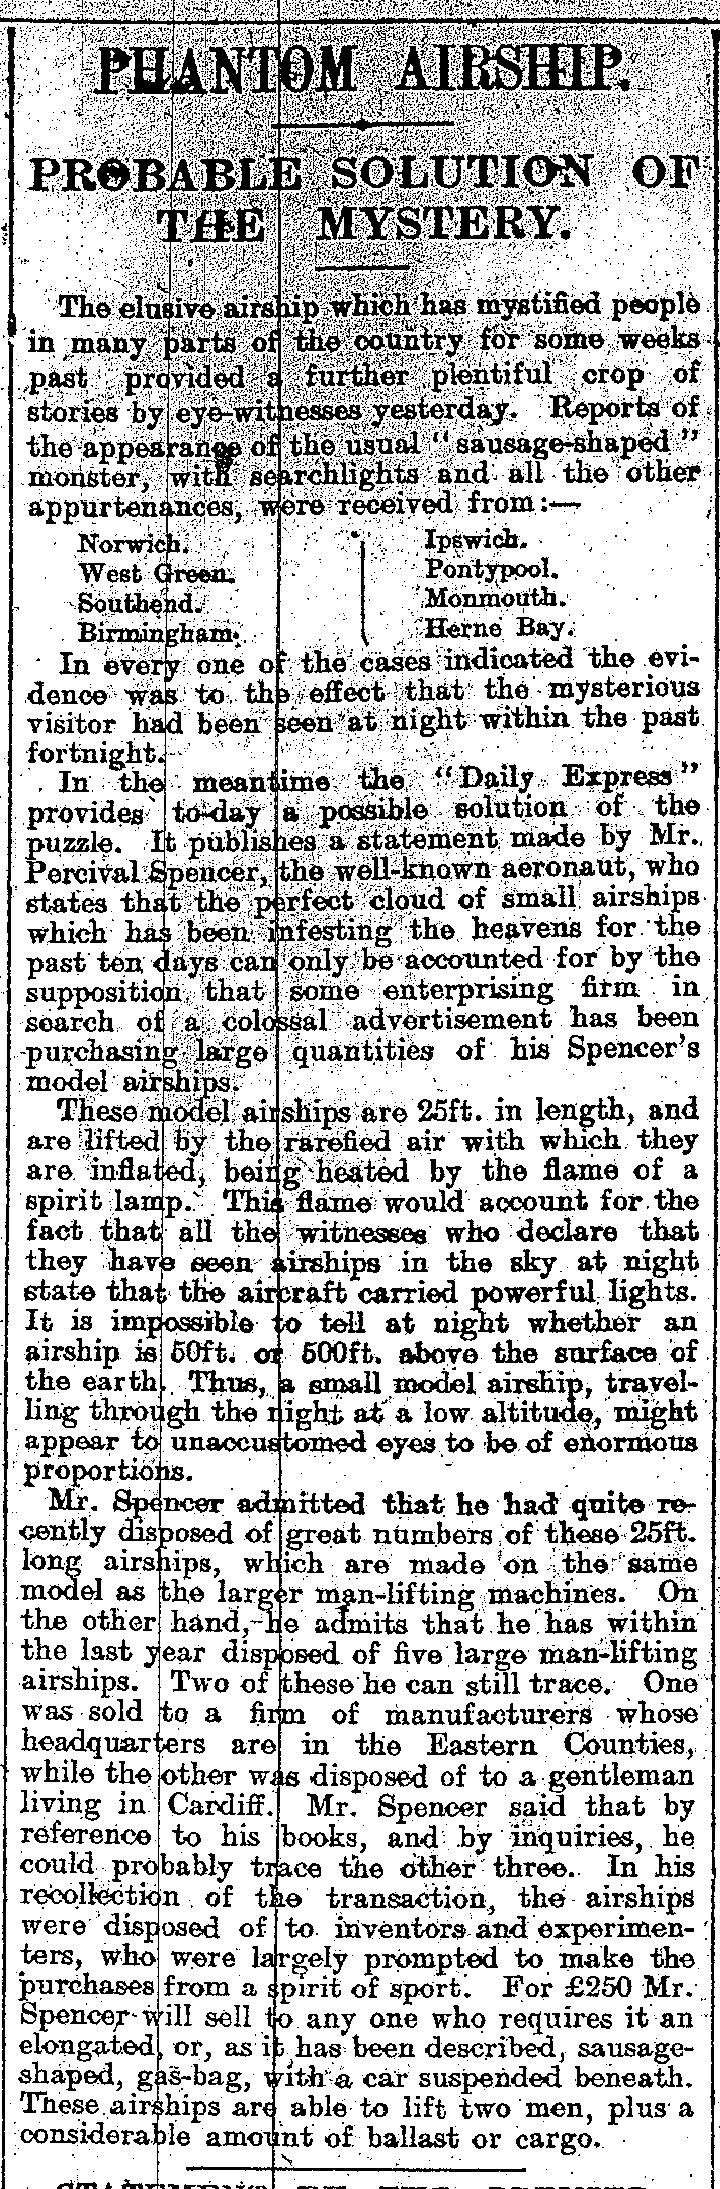 PHANTOM AIRSHIP.
PROBABLE SOLUTION OF
THE MYSTERY.
The elusive airship which has mystified people
in many parts of the country for some weeks
past provided a further plentiful crop of
stories by eye-witnesses yesterday. Reports of
the appearance of the usual "sausage-shaped"
monster, with searchlights and all the other
appurtenances, were received from:—
Norwich.
West Green.
Southend.
Birmingham.
Ipswich.
Pontypool.
Monmouth.
Herne Bay.
In every one of the cases indicated the evi-
dence was to the effect that the mysterious
visitor had been seen at night within the past
fortnight.
In the meantime the "Daily Express"
provides to-day a possible solution of the
puzzle. It publishes a statement made by Mr.
Percival Spencer, the well-known aeronaut, who
states that the perfect cloud of small airships
which has been infesting the heavens for the
past ten days can only be accounted for by the
supposition that some enterprising firm in
search of a colossal advertisement has been
purchasing large quantities of his Spencer's
model airships.
These model airships are 25ft. in length, and
are lifted by the rarefied air with which they
are inflated, being heated by the flame of a
spirit lamp. This flame would account for the
fact that all the witnesses who declare that
they have seen airships in the sky at night
state that the aircraft carried powerful lights.
It is impossible to tell at night whether an
airship is 50ft. or 500ft. above the surface of
the earth. Thus, a small model airship, travel-
ling through the night at a low altitude, might
appear to unaccustomed eyes to be of enormous
proportions.
Mr. Spencer admitted that he had quite re-
cently disposed of great numbers of these 25ft.
long airships, which are made on the same
model as the larger man-lifting machines. On
the other hand, he admits that he has within
the last year disposed of five large man-lifting
airships. Two of these he can still trace. One
was sold to a firm of manufacturers whose
headquarters are in the Eastern Counties,
while the other was disposed of to a gentleman
living in Cardiff. Mr. Spencer said that by
reference to his books, and by inquiries, he
could probably trace the other three. In his
recollection of the transaction, the airships
were disposed of to inventors and experimen-
ters, who were largely prompted to make the
purchases from a spirit of sport. For £250 Mr.
Spencer will sell to any one who requires it an
elongated, or, as it has been described, sausage-
shaped, gas-bag, with a car suspended beneath.
These airships are able to lift two men, plus a
considerable amount of ballast or cargo.